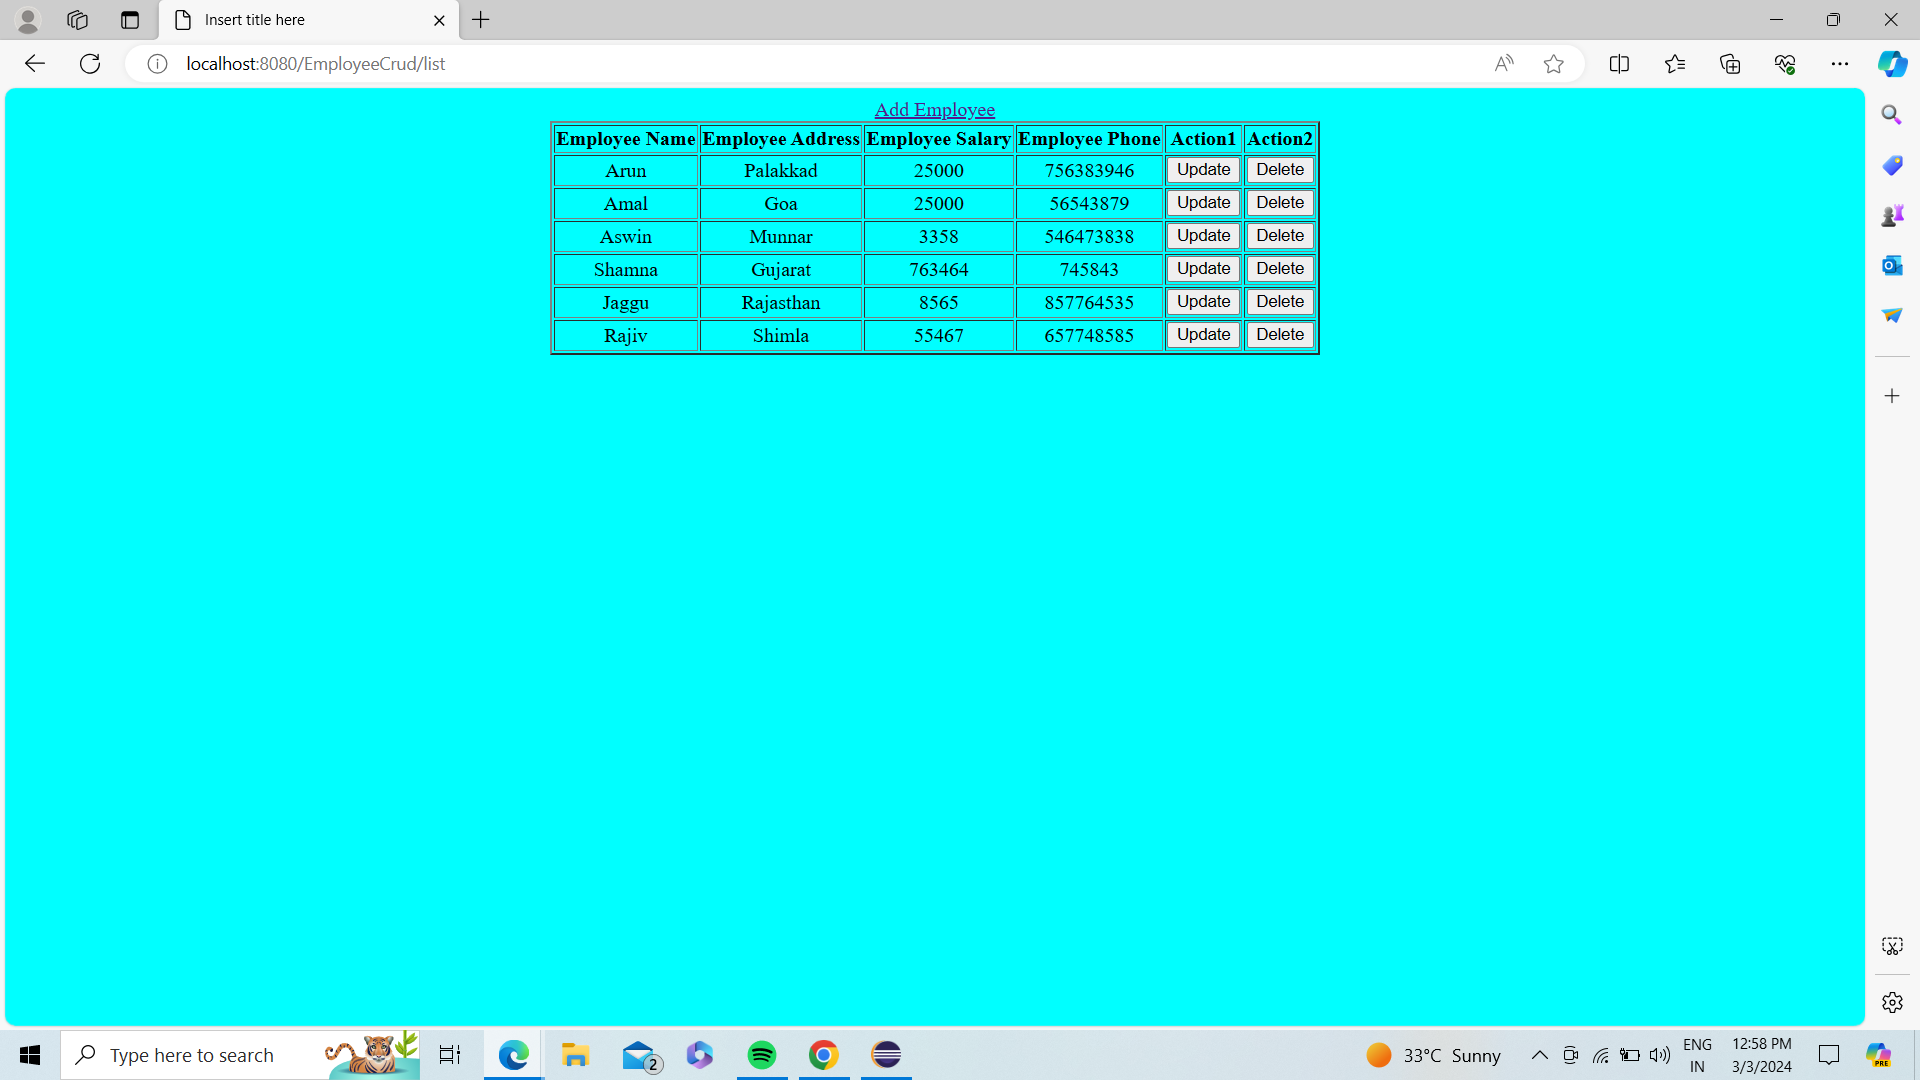 Insert title here
localhost:8080/EmployeeCrud/list
Add Employee
Employee Name Employee Address Employee Salary Employee Phone Action1 Action2
Arun Palakkad 25000 756383946 Update Delete
Amal Goa 25000 56543879 Update Delete
Aswin Munnar 3358 546473838 Update Delete
Shamna Gujarat 763464 745843 Update Delete
Jaggu Rajasthan 8565 857764535 Update Delete
Rajiv Shimla 55467 657748585 Update Delete
Type here to search
2
33°C Sunny
ENG
IN
12:58 PM
3/3/2024
PRE